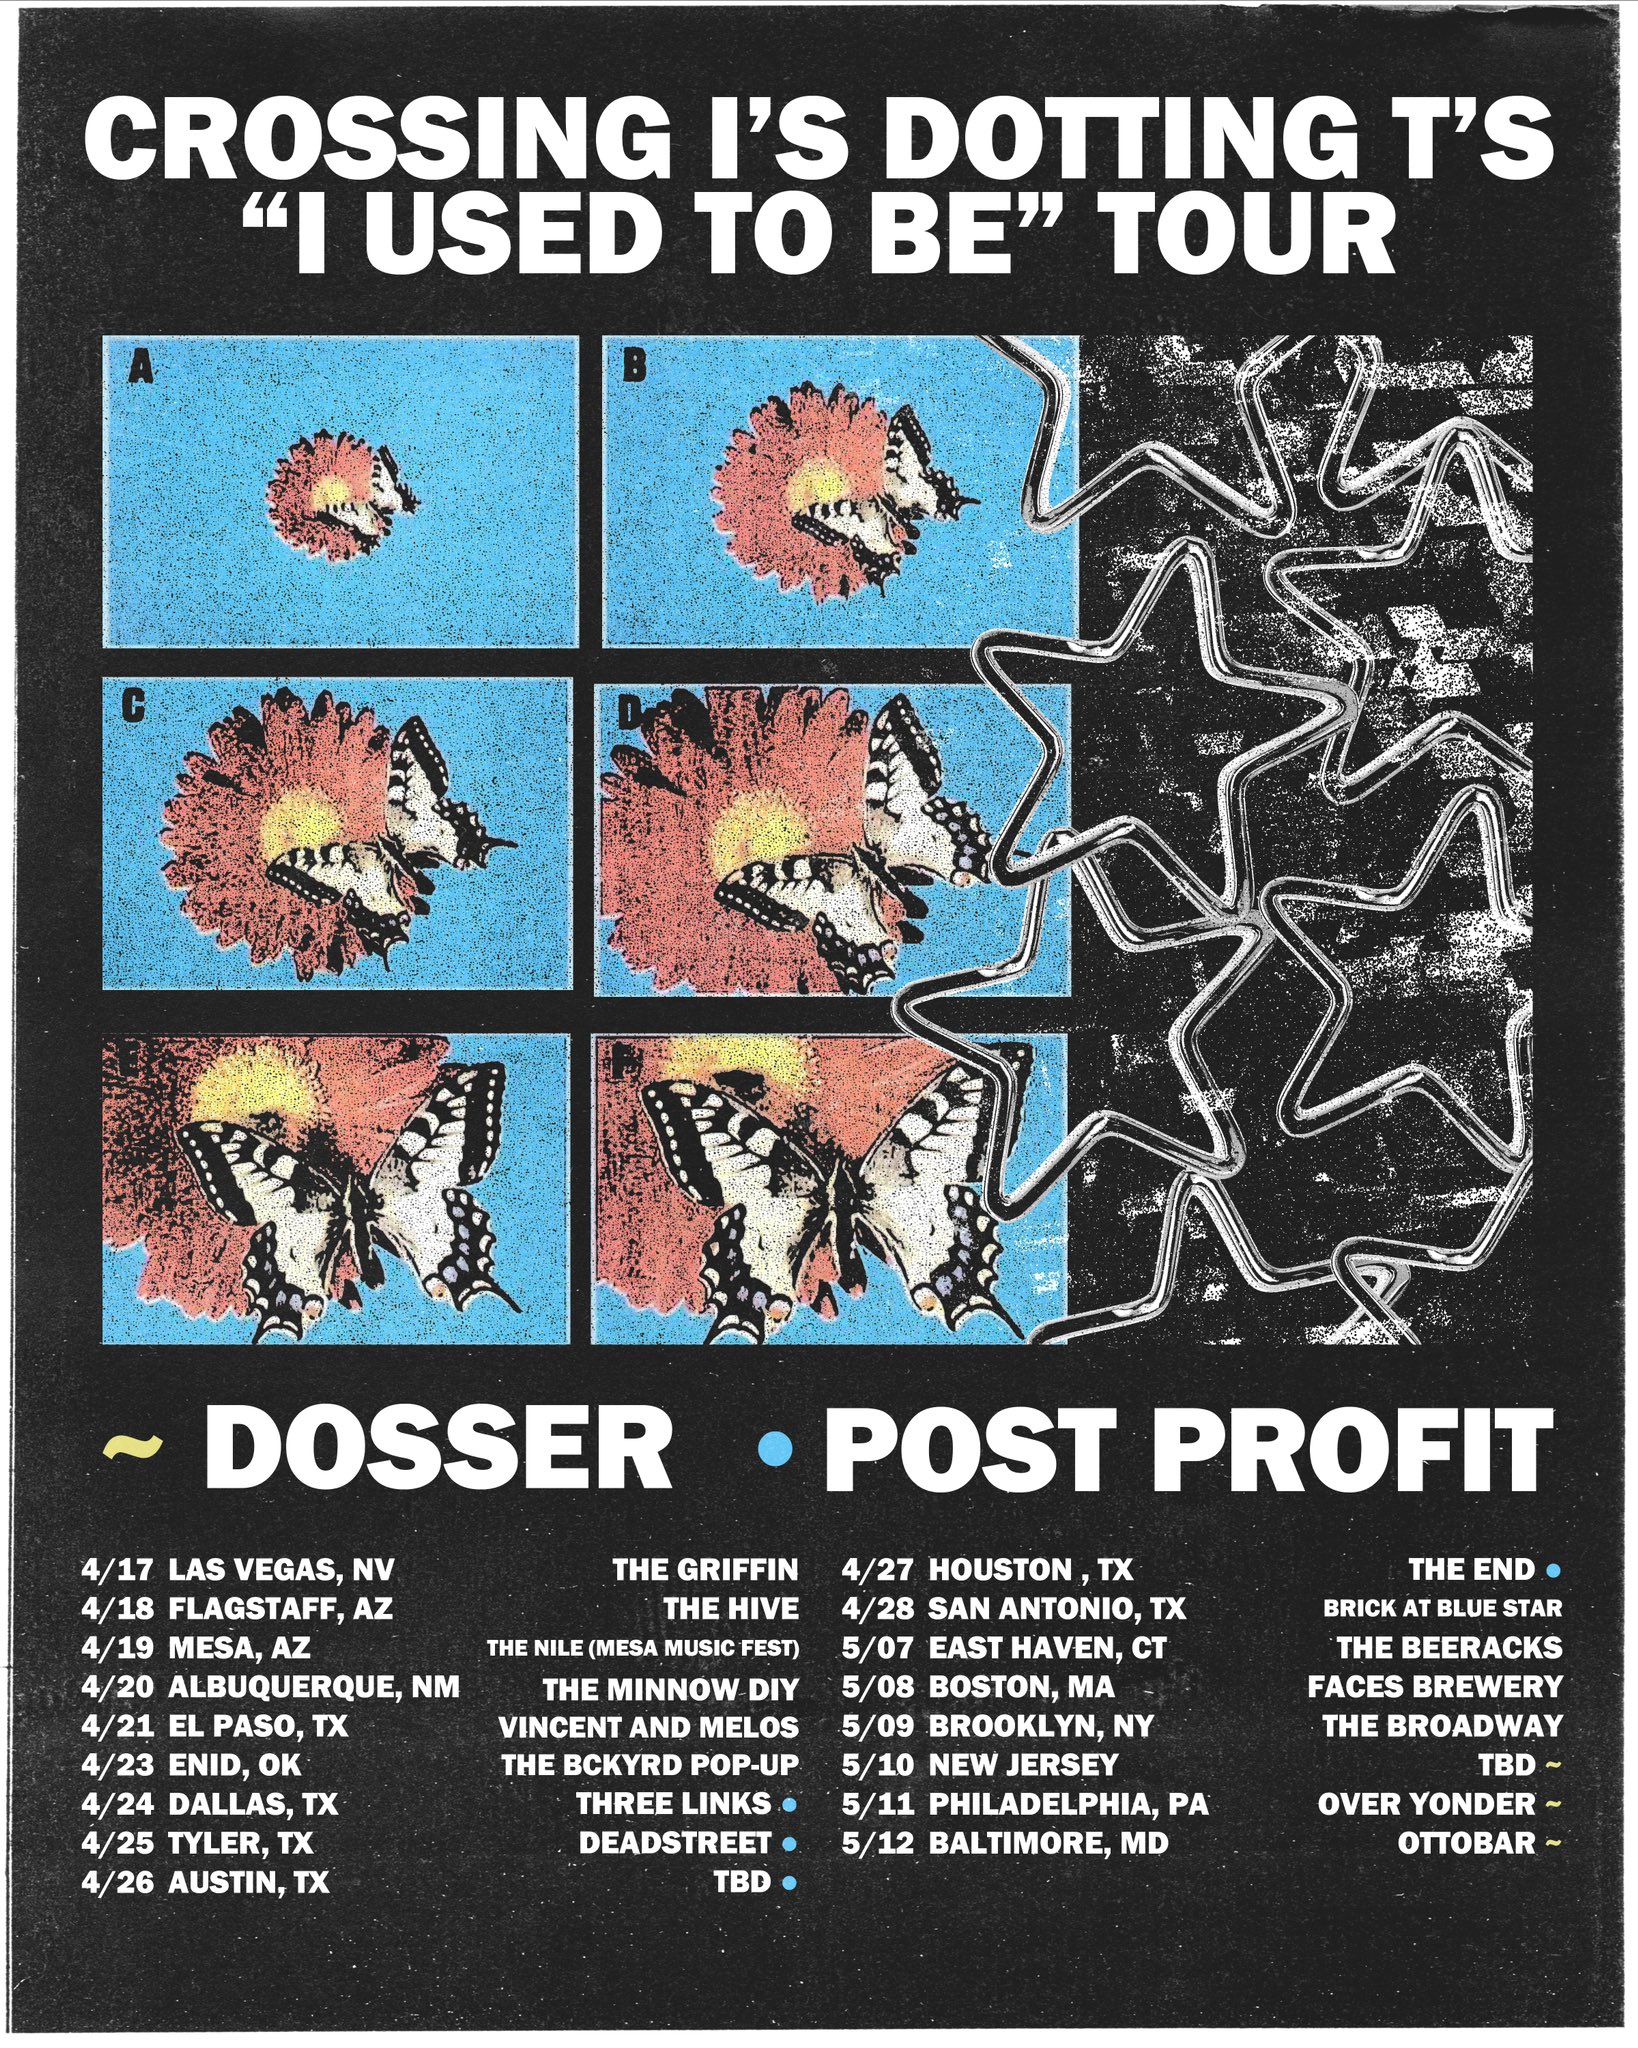 CROSSING I'S DOTTING T'S
“I USED TO BE” TOUR
A
B
C
D
E
F
~ DOSSER
• POST PROFIT
4/17 LAS VEGAS, NV THE GRIFFIN
4/18 FLAGSTAFF, AZ THE HIVE
4/19 MESA, AZ THE NILE (MESA MUSIC FEST)
4/20 ALBUQUERQUE, NM THE MINNOW DIY
4/21 EL PASO, TX VINCENT AND MELOS
4/23 ENID, OK THE BCKYRD POP-UP
4/24 DALLAS, TX THREE LINKS •
4/25 TYLER, TX DEADSTREET •
4/26 AUSTIN, TX TBD •
4/27 HOUSTON , TX THE END •
4/28 SAN ANTONIO, TX BRICK AT BLUE STAR
5/07 EAST HAVEN, CT THE BEERACKS
5/08 BOSTON, MA FACES BREWERY
5/09 BROOKLYN, NY THE BROADWAY
5/10 NEW JERSEY TBD ~
5/11 PHILADELPHIA, PA OVER YONDER ~
5/12 BALTIMORE, MD OTTOBAR ~